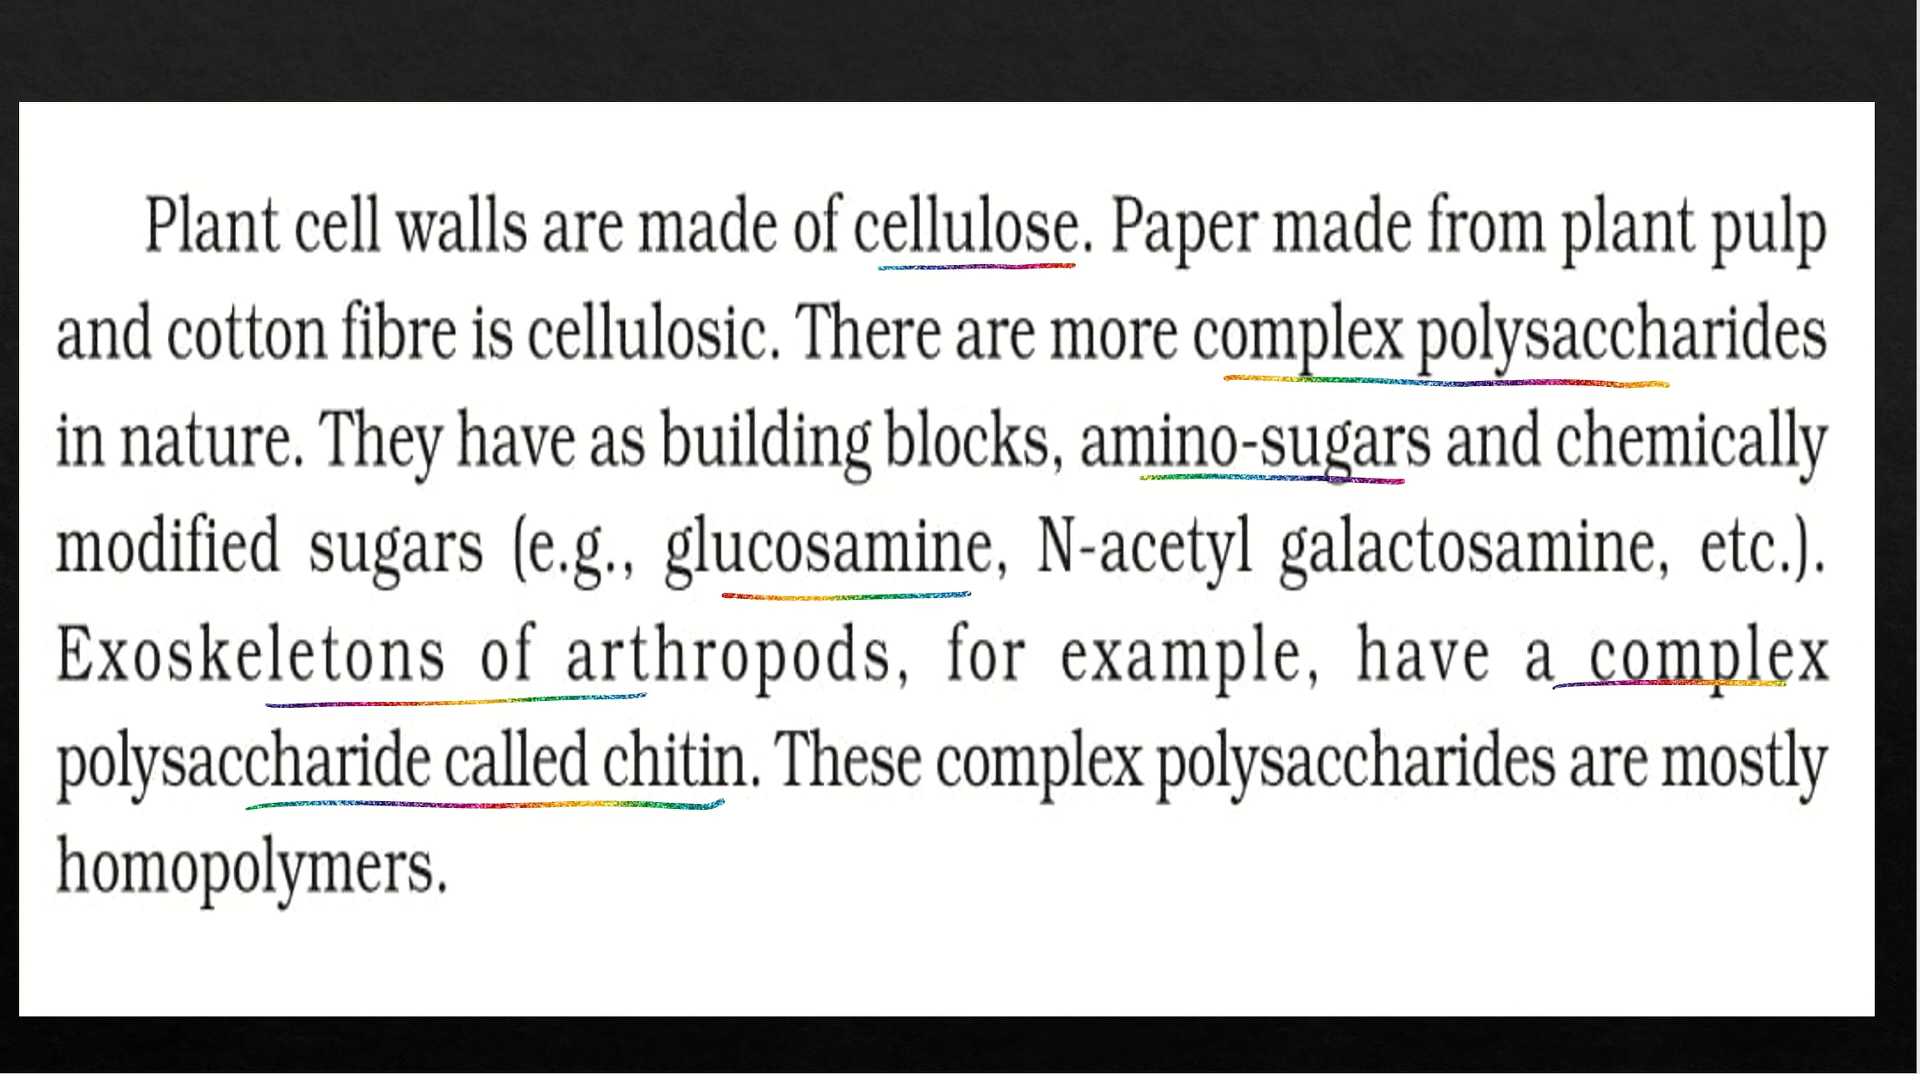 Plant cell walls are made of cellulose. Paper made from plant pulp
and cotton fibre is cellulosic. There are more complex polysaccharides
in nature. They have as building blocks, amino-sugars and chemically
modified sugars (e.g., glucosamine, N-acetyl galactosamine, etc.).
Exoskeletons of arthropods, for example, have a complex
polysaccharide called chitin. These complex polysaccharides are mostly
homopolymers.